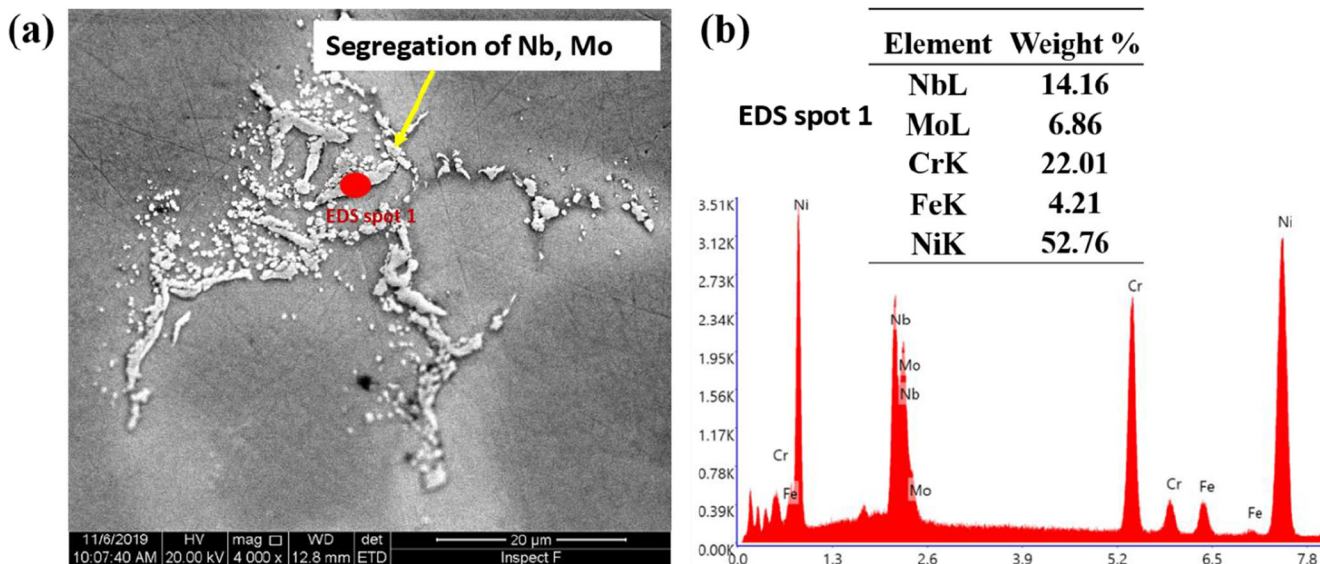 (a)
Segregation of Nb, Mo
EDS spot 1
11/6/2019 HV mag □ WD det 20 µm
10:07:40 AM 20.00 kV 4 000 x 12.8 mm ETD Inspect F
(b)
Element Weight %
NbL 14.16
MoL 6.86
CrK 22.01
FeK 4.21
NiK 52.76
EDS spot 1
3.51K
3.12K
2.73K
2.34K
1.95K
1.56K
1.17K
0.78K
0.39K
0.00K
Cr
Fe
Ni
Nb
Mo
Nb
Mo
Cr
Cr
Fe
Fe
Ni
0.0 1.3 2.6 3.9 5.2 6.5 7.8